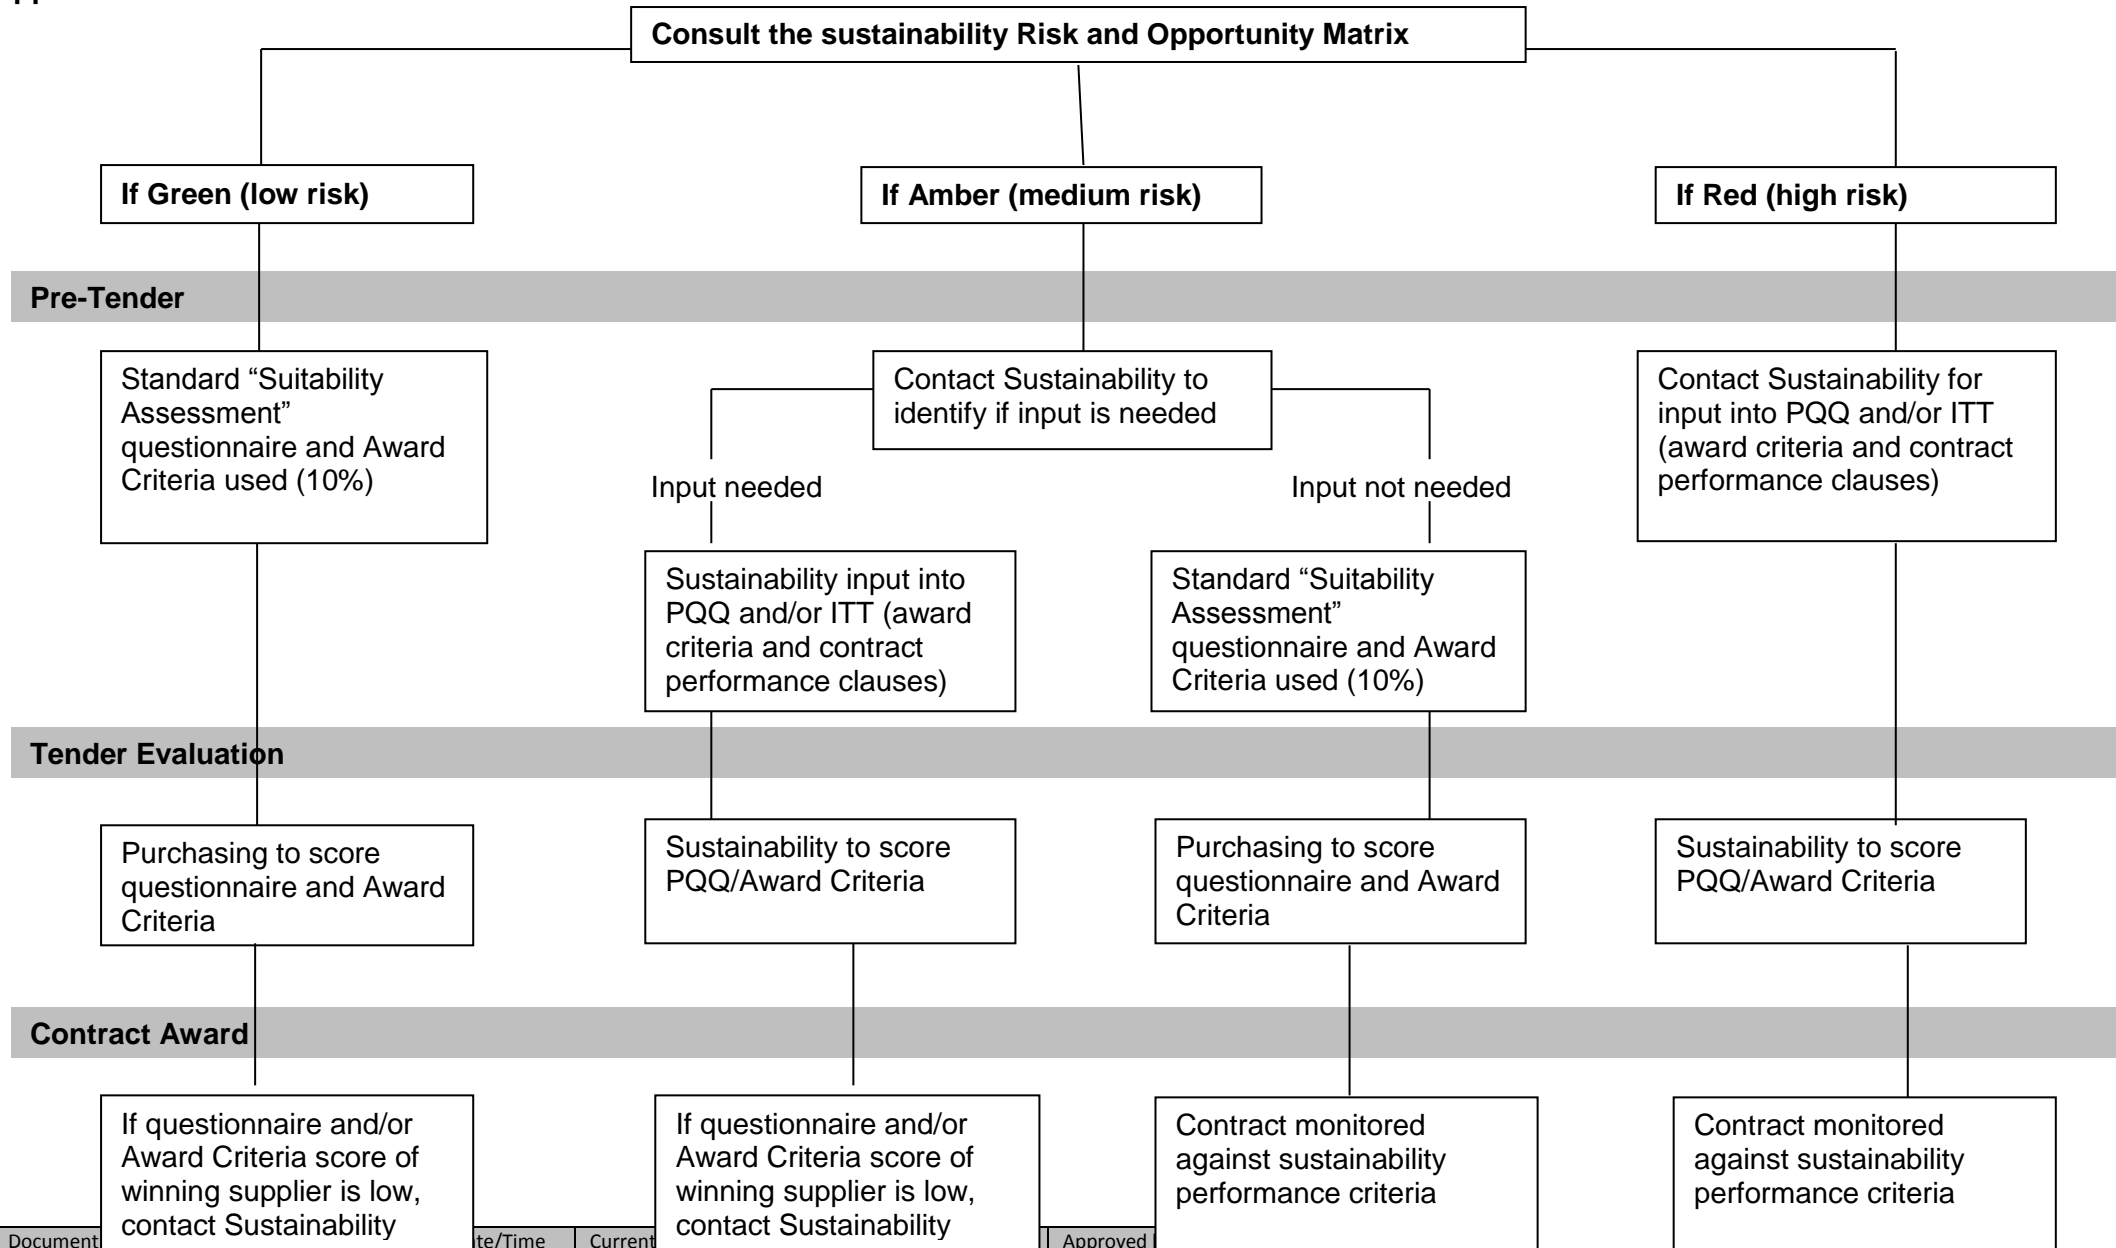 Consult the sustainability Risk and Opportunity Matrix
If Green (low risk)
If Amber (medium risk)
If Red (high risk)
Pre-Tender
Standard “Suitability
Assessment”
questionnaire and Award
Criteria used (10%)
Contact Sustainability to
identify if input is needed
Contact Sustainability for
input into PQQ and/or ITT
(award criteria and contract
performance clauses)
Input needed
Input not needed
Sustainability input into
PQQ and/or ITT (award
criteria and contract
performance clauses)
Standard “Suitability
Assessment”
questionnaire and Award
Criteria used (10%)
Tender Evaluation
Purchasing to score
questionnaire and Award
Criteria
Sustainability to score
PQQ/Award Criteria
Purchasing to score
questionnaire and Award
Criteria
Sustainability to score
PQQ/Award Criteria
Contract Award
If questionnaire and/or
Award Criteria score of
winning supplier is low,
contact Sustainability
If questionnaire and/or
Award Criteria score of
winning supplier is low,
contact Sustainability
Contract monitored
against sustainability
performance criteria
Contract monitored
against sustainability
performance criteria
Document te/Time Current Approved